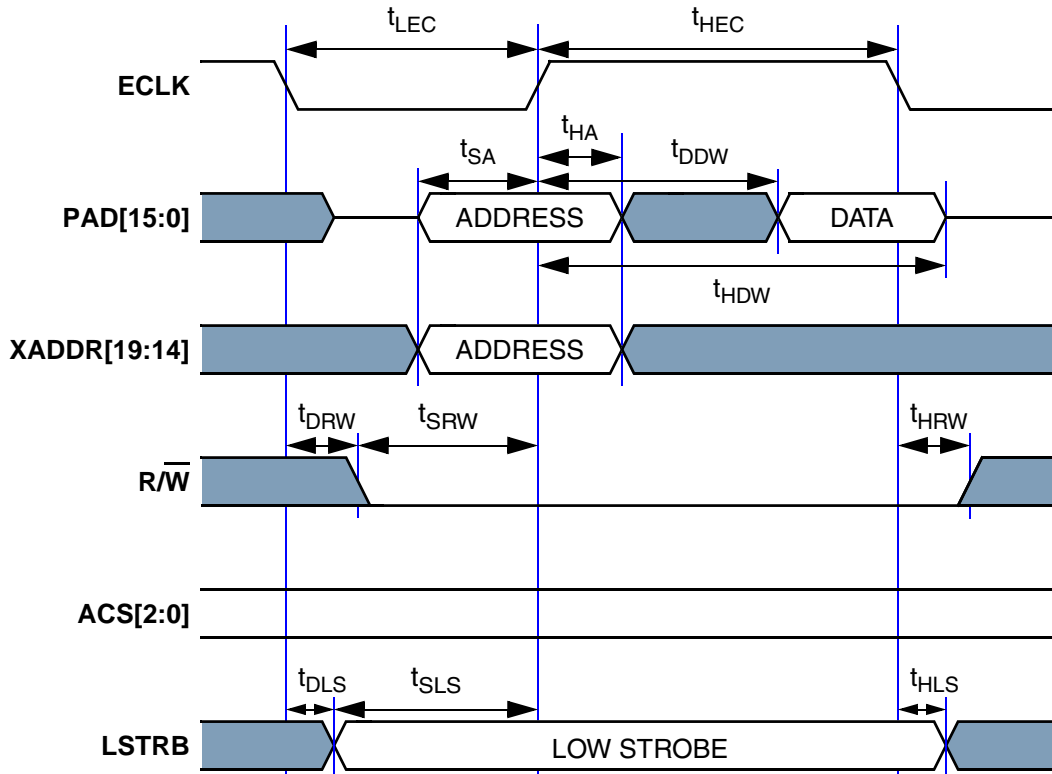 tLEC tHEC
ECLK
tHA
tSA tDDW
PAD[15:0] ADDRESS DATA
tHDW
XADDR[19:14] ADDRESS
tDRW tSRW tHRW
R/W̅
ACS[2:0]
tDLS tSLS tHLS
LSTRB LOW STROBE